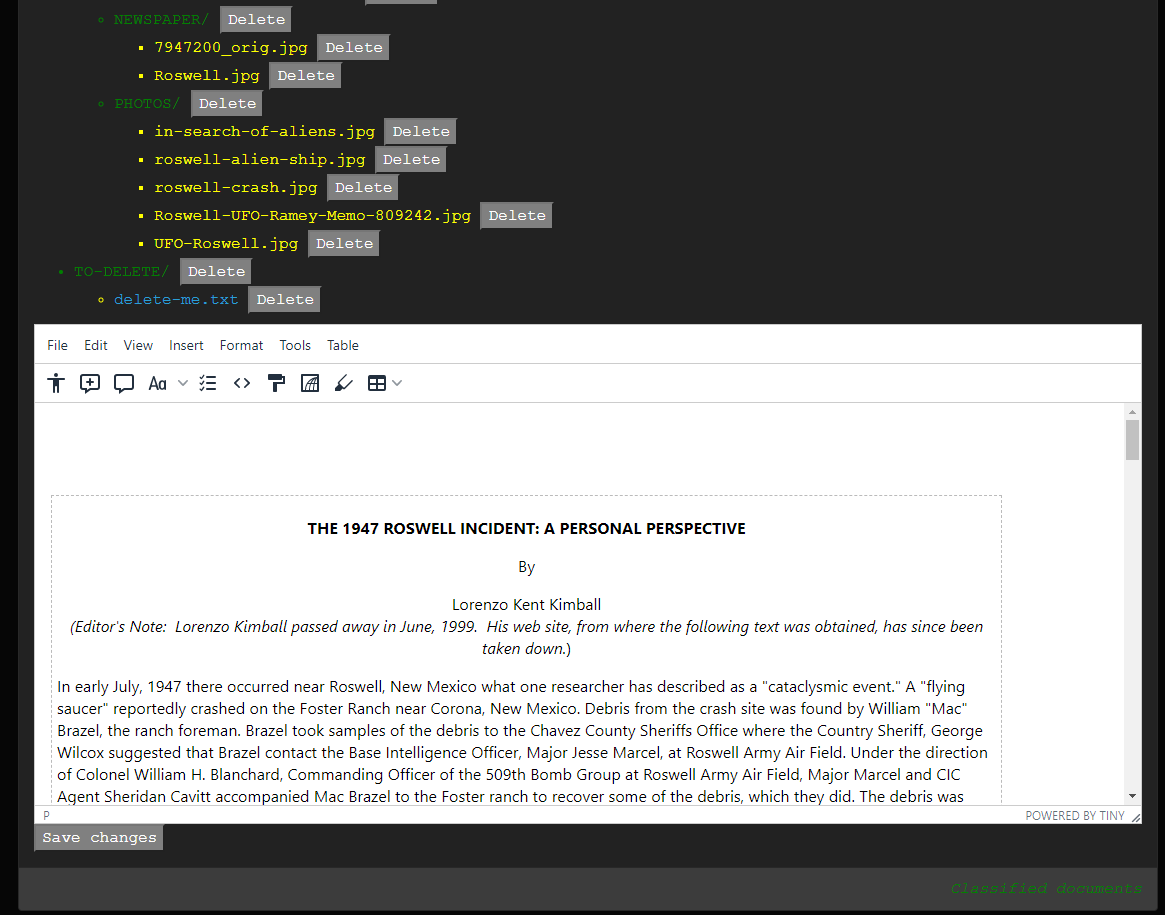 NEWSPAPER/ Delete
7947200_orig.jpg Delete
Roswell.jpg Delete
PHOTOS/ Delete
in-search-of-aliens.jpg Delete
roswell-alien-ship.jpg Delete
roswell-crash.jpg Delete
Roswell-UFO-Ramey-Memo-809242.jpg Delete
UFO-Roswell.jpg Delete
TO-DELETE/ Delete
delete-me.txt Delete
File Edit View Insert Format Tools Table
Aa
THE 1947 ROSWELL INCIDENT: A PERSONAL PERSPECTIVE
By
Lorenzo Kent Kimball
(Editor's Note:  Lorenzo Kimball passed away in June, 1999.  His web site, from where the following text was obtained, has since been
taken down.)
In early July, 1947 there occurred near Roswell, New Mexico what one researcher has described as a "cataclysmic event." A "flying
saucer" reportedly crashed on the Foster Ranch near Corona, New Mexico. Debris from the crash site was found by William "Mac"
Brazel, the ranch foreman. Brazel took samples of the debris to the Chavez County Sheriffs Office where the Country Sheriff, George
Wilcox suggested that Brazel contact the Base Intelligence Officer, Major Jesse Marcel, at Roswell Army Air Field. Under the direction
of Colonel William H. Blanchard, Commanding Officer of the 509th Bomb Group at Roswell Army Air Field, Major Marcel and CIC
Agent Sheridan Cavitt accompanied Mac Brazel to the Foster ranch to recover some of the debris, which they did. The debris was
P POWERED BY TINY
Save changes
Classified documents